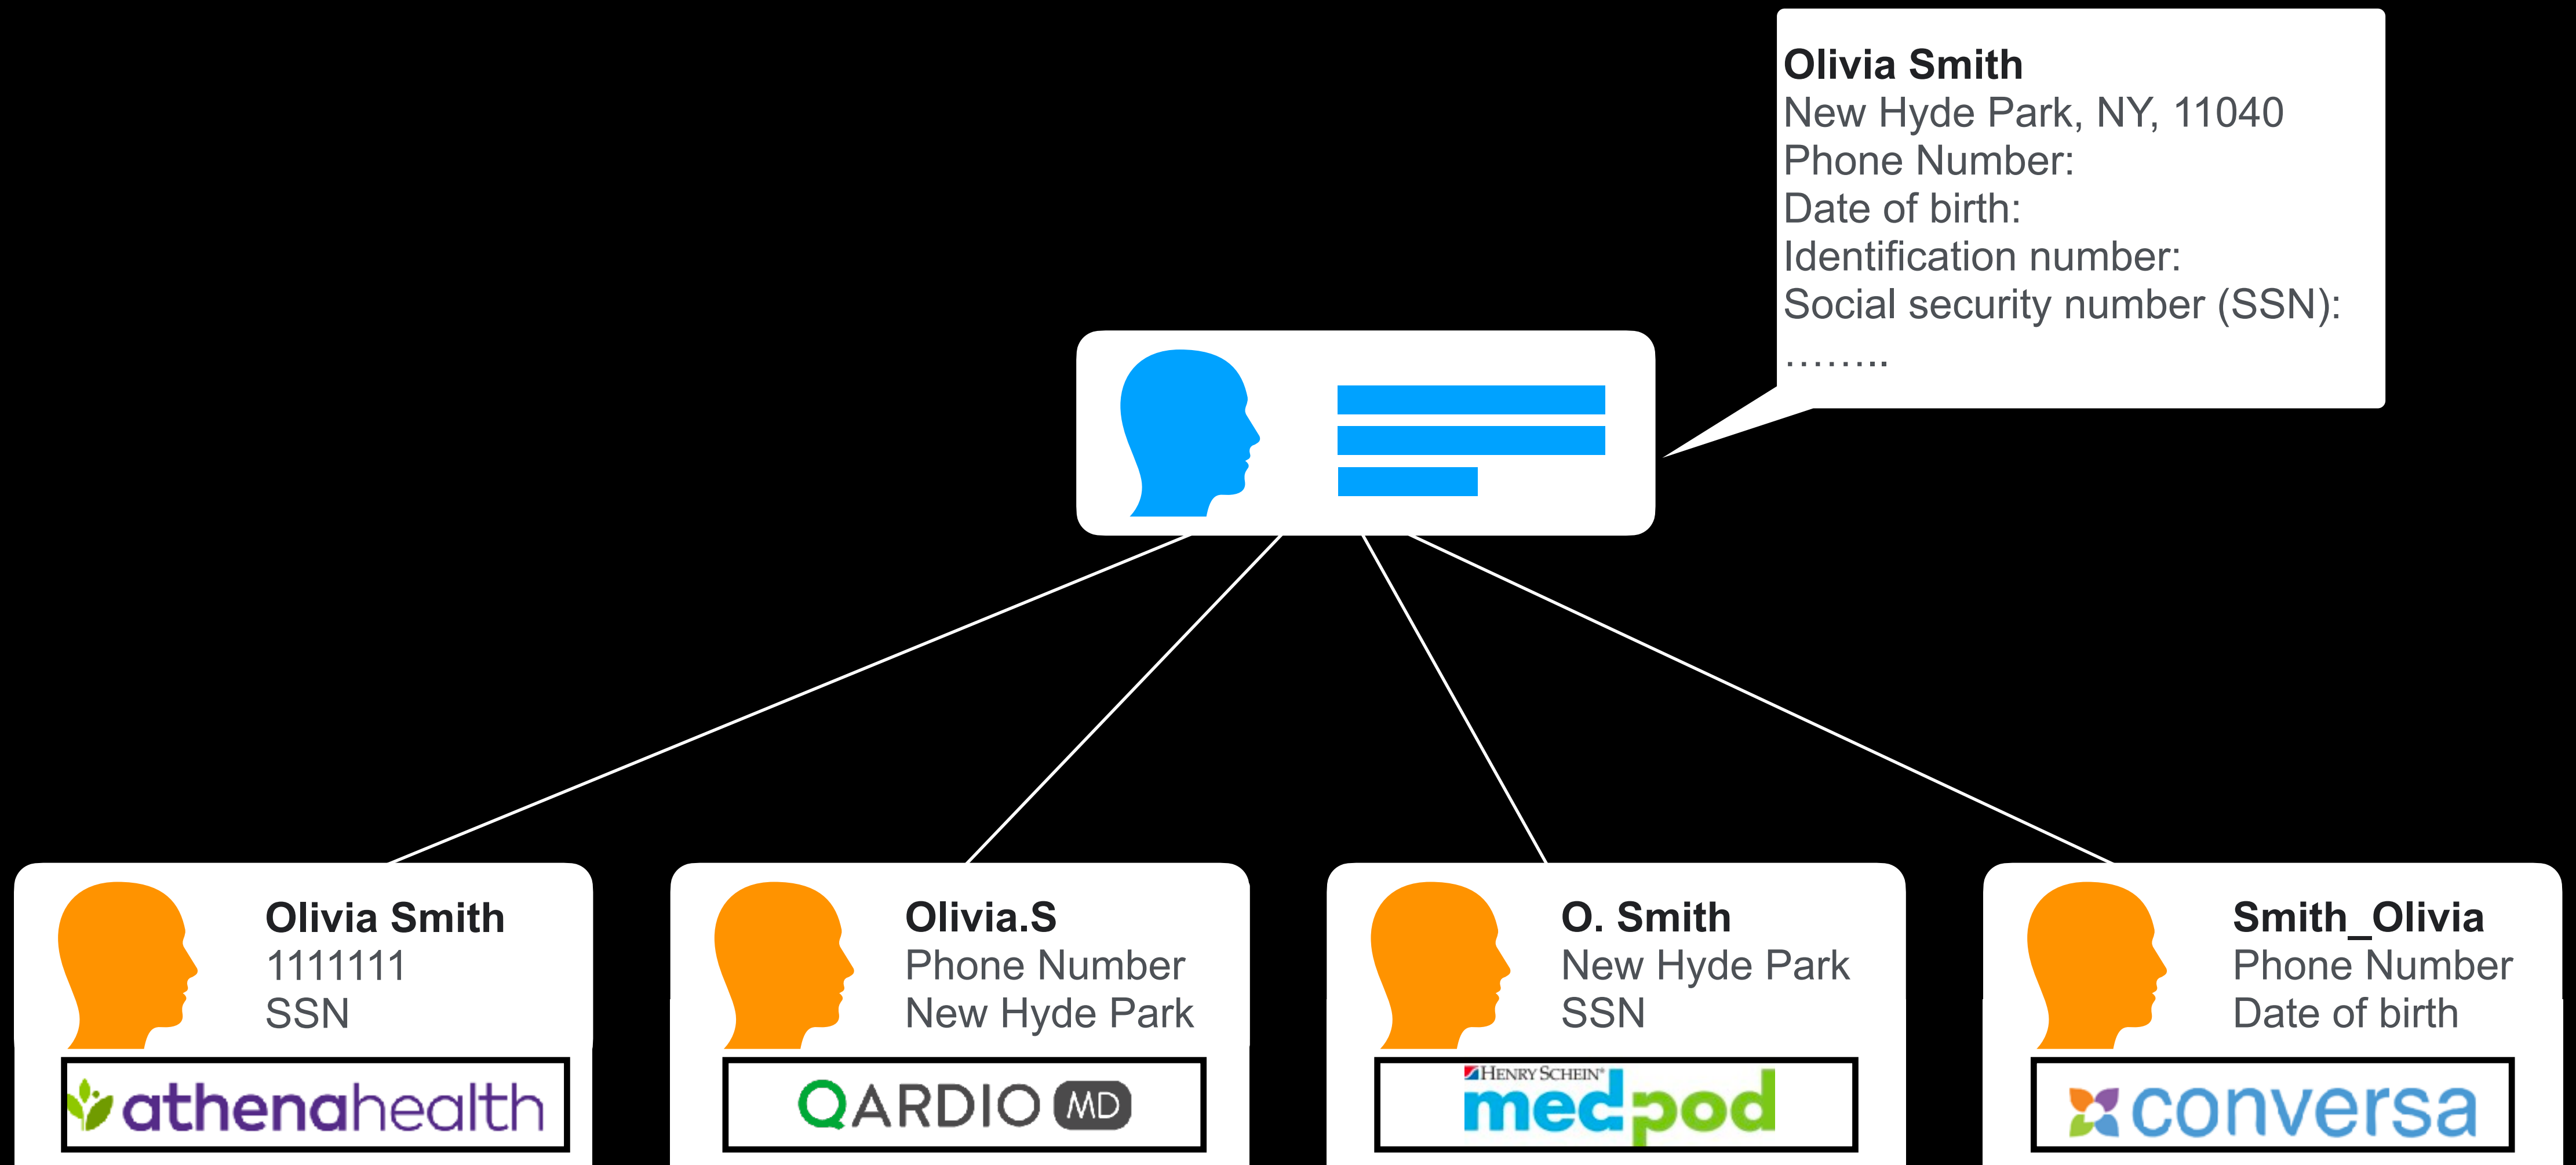 Olivia Smith
New Hyde Park, NY, 11040
Phone Number:
Date of birth:
Identification number:
Social security number (SSN):
……..
Olivia Smith
1111111
SSN
athenahealth
Olivia.S
Phone Number
New Hyde Park
QARDIO MD
O. Smith
New Hyde Park
SSN
HENRY SCHEIN®
medpod
Smith_Olivia
Phone Number
Date of birth
conversa